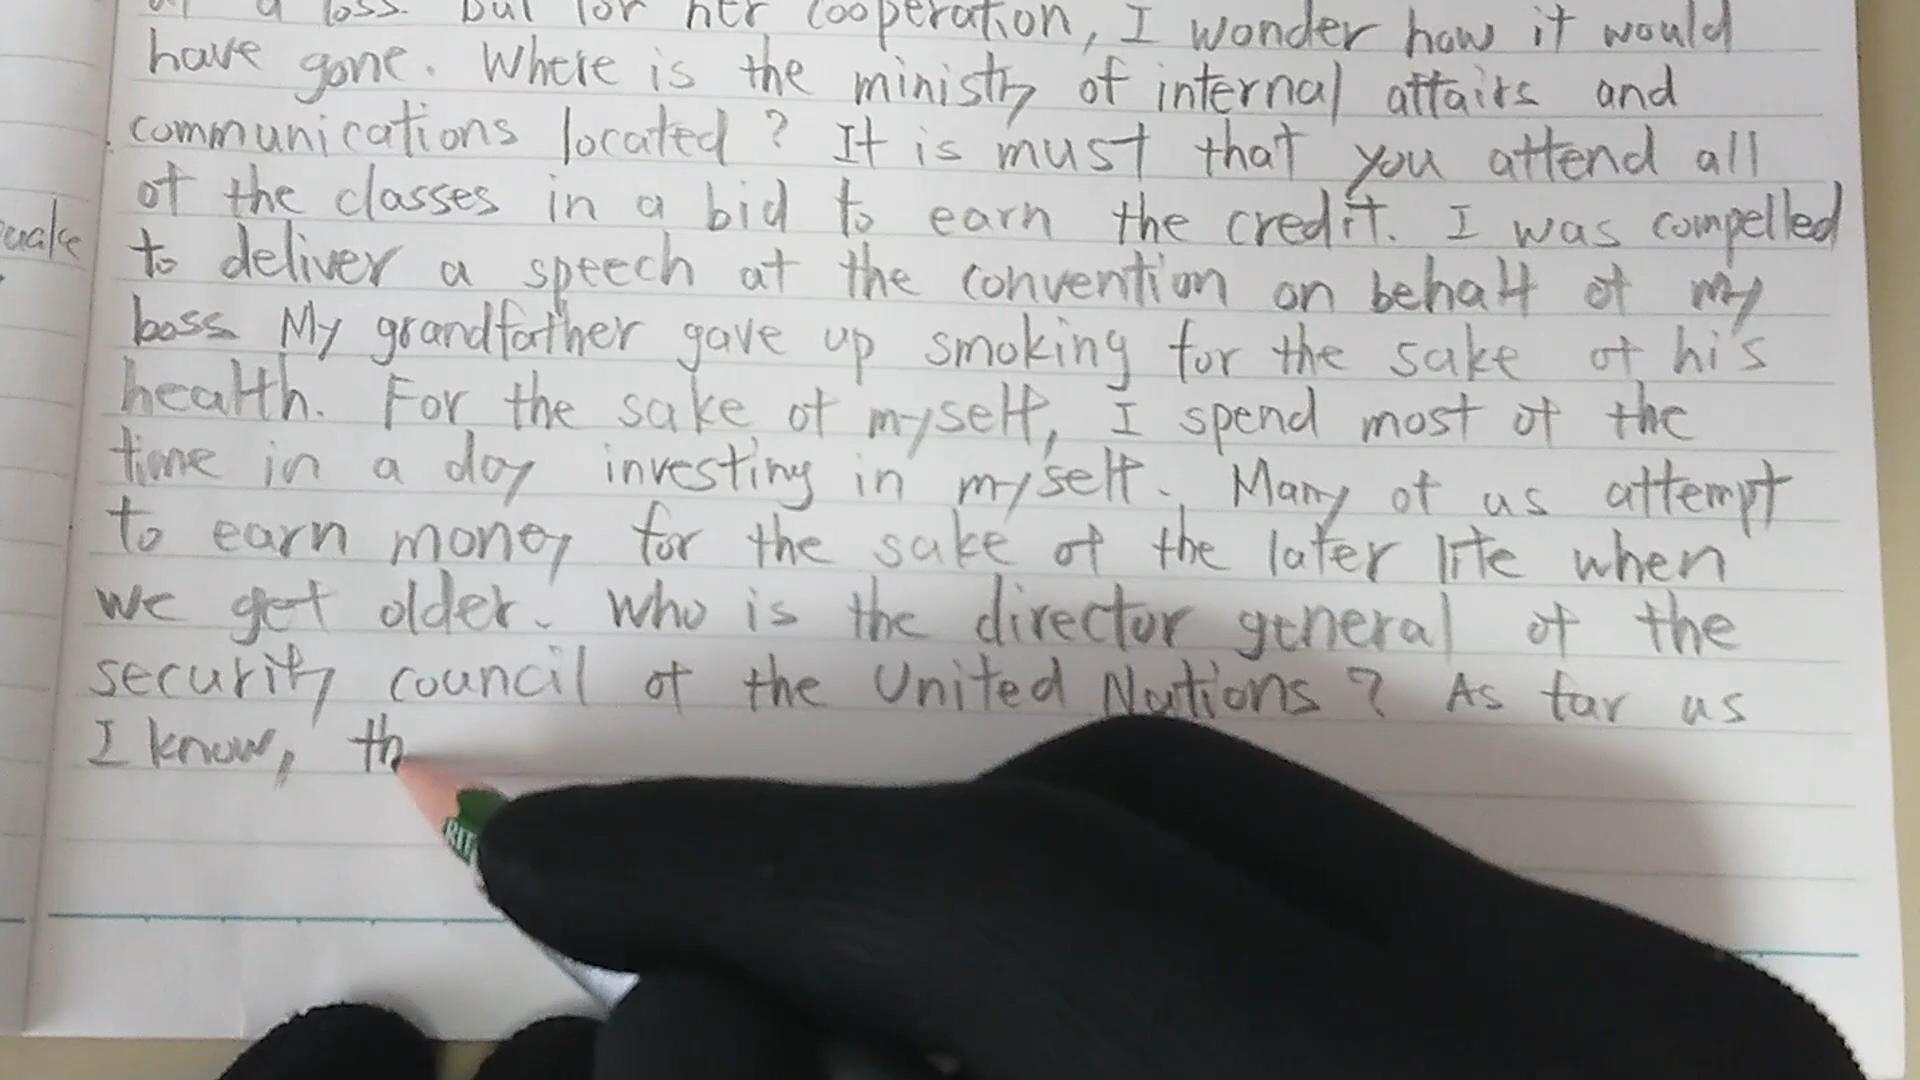 at a loss. But for her cooperation, I wonder how it would
have gone. Where is the ministry of internal affairs and
communications located? It is must that you attend all
of the classes in a bid to earn the credit. I was compelled
to deliver a speech at the convention on behalf of my
boss. My grandfather gave up smoking for the sake of his
health. For the sake of myself, I spend most of the
time in a day investing in myself. Many of us attempt
to earn money for the sake of the later life when
we get older. Who is the director general of the
security council of the United Nations? As far as
I know, th